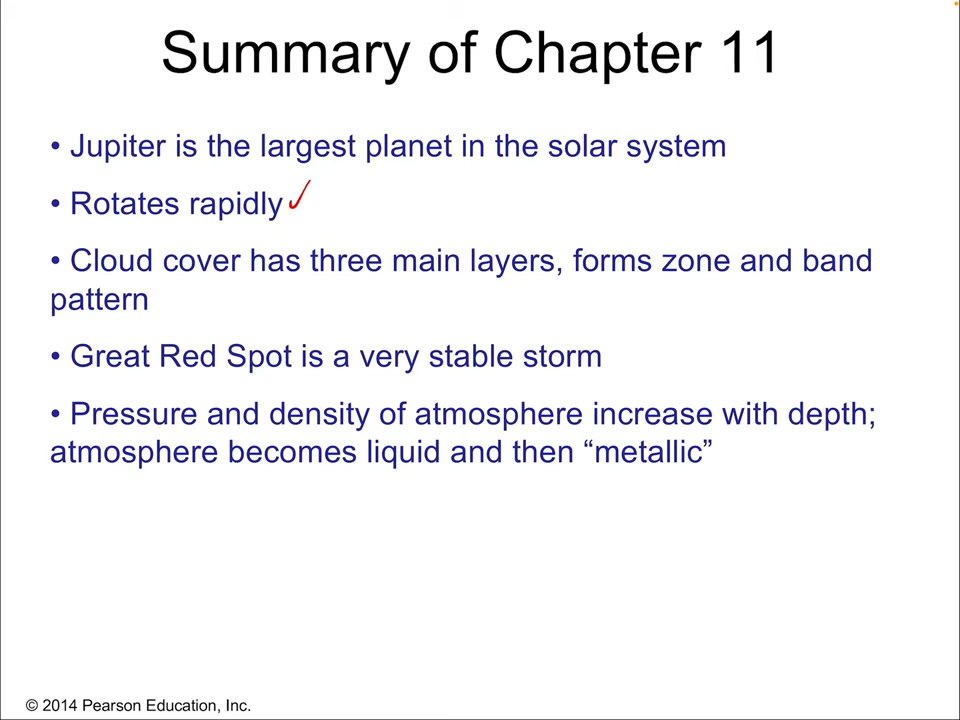 Summary of Chapter 11
• Jupiter is the largest planet in the solar system
• Rotates rapidly
• Cloud cover has three main layers, forms zone and band
pattern
• Great Red Spot is a very stable storm
• Pressure and density of atmosphere increase with depth;
atmosphere becomes liquid and then “metallic”
© 2014 Pearson Education, Inc.